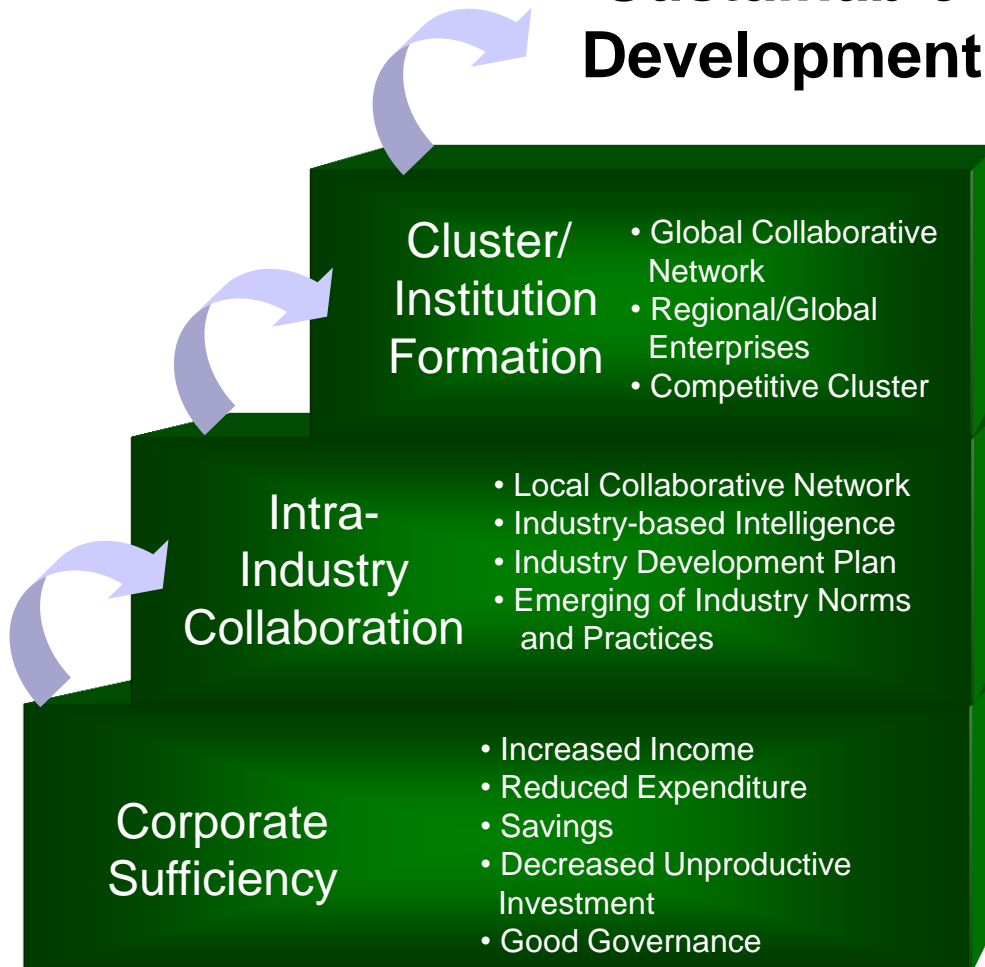 Development
Cluster/
Institution
Formation
• Global Collaborative
Network
• Regional/Global
Enterprises
• Competitive Cluster
Intra-
Industry
Collaboration
• Local Collaborative Network
• Industry-based Intelligence
• Industry Development Plan
• Emerging of Industry Norms
and Practices
Corporate
Sufficiency
• Increased Income
• Reduced Expenditure
• Savings
• Decreased Unproductive
Investment
• Good Governance